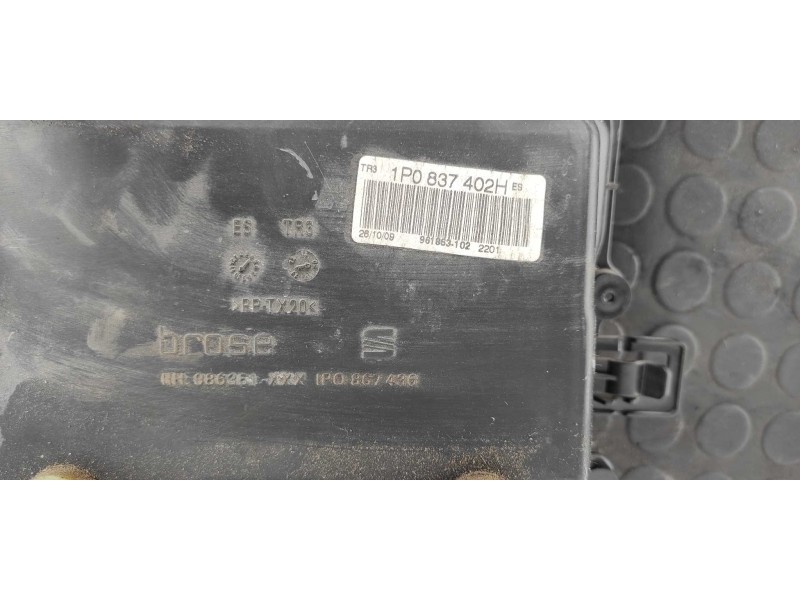 TR3 1P0 837 402H ES
26/10/09 961863-102 2201
ES TR3
>PP-TX20<
brose S
1P0 867 436